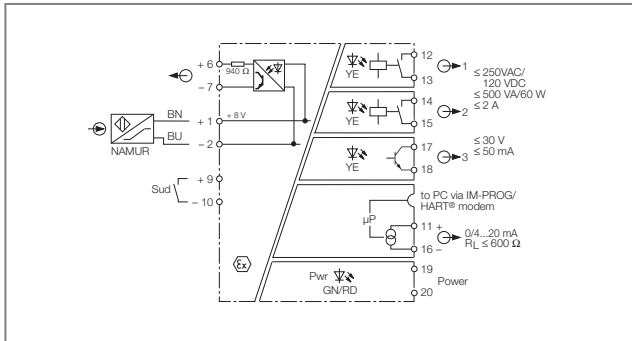 + 6
940 Ω
– 7
BN
+ 1
+ 8 V
BU
– 2
NAMUR
+ 9
Sud
– 10
εx
YE
12
13
1
≤ 250VAC/
120 VDC
≤ 500 VA/60 W
≤ 2 A
YE
14
15
2
YE
17
18
3
≤ 30 V
≤ 50 mA
to PC via IM-PROG/
HART® modem
µP
11 +
16 –
0/4...20 mA
RL ≤ 600 Ω
Pwr
GN/RD
19
20
Power